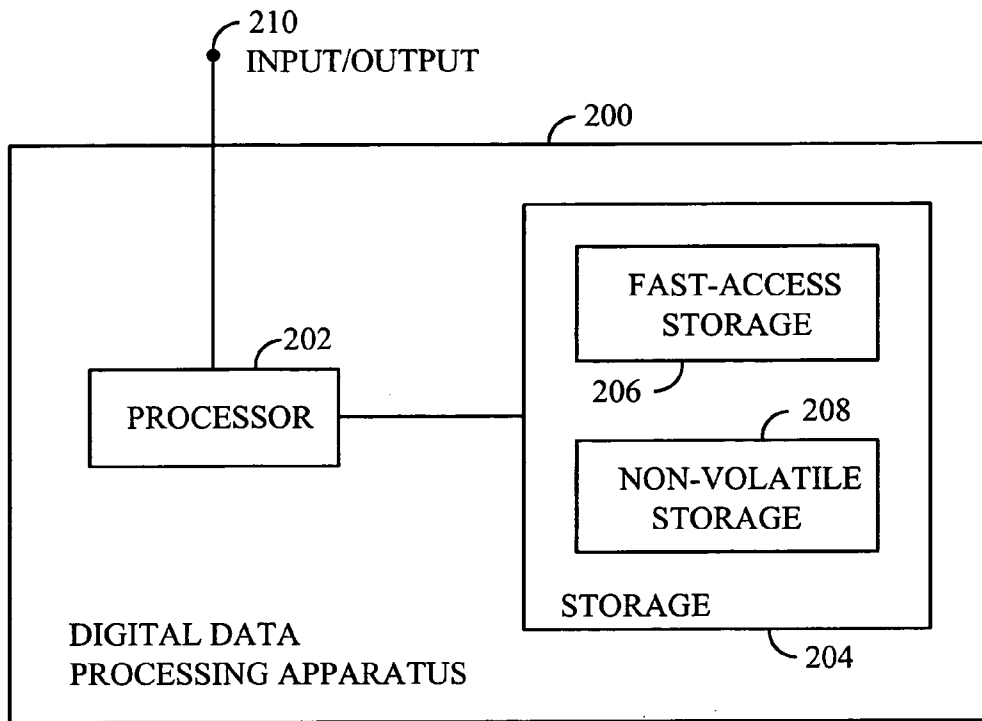 210
INPUT/OUTPUT
200
FAST-ACCESS
STORAGE
202
206
PROCESSOR
208
NON-VOLATILE
STORAGE
STORAGE
DIGITAL DATA
PROCESSING APPARATUS
204